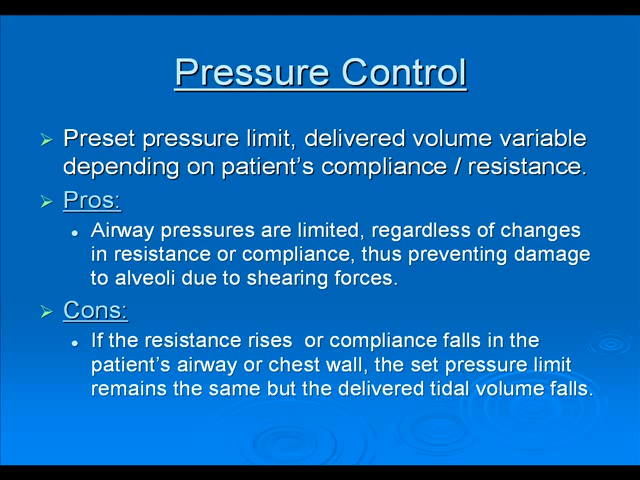 Pressure Control
Preset pressure limit, delivered volume variable
depending on patient's compliance / resistance.
Pros:
Airway pressures are limited, regardless of changes
in resistance or compliance, thus preventing damage
to alveoli due to shearing forces.
Cons:
If the resistance rises  or compliance falls in the
patient's airway or chest wall, the set pressure limit
remains the same but the delivered tidal volume falls.